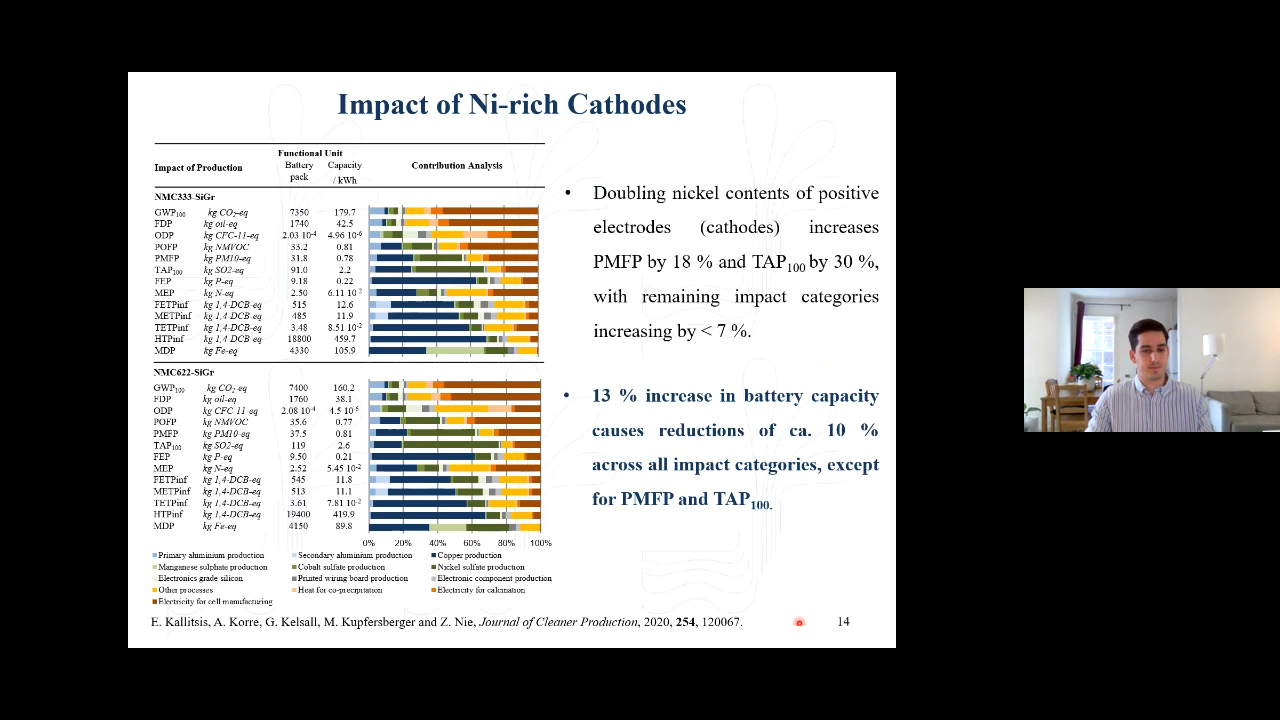 Impact of Ni-rich Cathodes
Functional Unit
Impact of Production Battery pack Capacity / kWh Contribution Analysis
NMC333-SiGr
GWP100 kg CO2-eq 7350 179.7
FDP kg oil-eq 1740 42.5
ODP kg CFC-11-eq 2.03 10-4 4.96 10-6
POFP kg NMVOC 33.2 0.81
PMFP kg PM10-eq 31.8 0.78
TAP100 kg SO2-eq 91.0 2.2
FEP kg P-eq 9.18 0.22
MEP kg N-eq 2.50 6.11 10-2
FETPinf kg 1,4-DCB-eq 515 12.6
METPinf kg 1,4-DCB-eq 485 11.9
TETPinf kg 1,4-DCB-eq 3.48 8.51 10-2
HTPinf kg 1,4-DCB-eq 18800 459.7
MDP kg Fe-eq 4330 105.9
NMC622-SiGr
GWP100 kg CO2-eq 7400 160.2
FDP kg oil-eq 1760 38.1
ODP kg CFC-11-eq 2.08 10-4 4.5 10-6
POFP kg NMVOC 35.6 0.77
PMFP kg PM10-eq 37.5 0.81
TAP100 kg SO2-eq 119 2.6
FEP kg P-eq 9.50 0.21
MEP kg N-eq 2.52 5.45 10-2
FETPinf kg 1,4-DCB-eq 545 11.8
METPinf kg 1,4-DCB-eq 513 11.1
TETPinf kg 1,4-DCB-eq 3.61 7.81 10-2
HTPinf kg 1,4-DCB-eq 19400 419.9
MDP kg Fe-eq 4150 89.8
0% 20% 40% 60% 80% 100%
Primary aluminium production Secondary aluminium production Copper production
Manganese sulphate production Cobalt sulfate production Nickel sulfate production
Electronics grade silicon Printed wiring board production Electronic component production
Other processes Heat for co-precipitation Electricity for calcination
Electricity for cell manufacturing
• Doubling nickel contents of positive
electrodes (cathodes) increases
PMFP by 18 % and TAP100 by 30 %,
with remaining impact categories
increasing by < 7 %.
• 13 % increase in battery capacity
causes reductions of ca. 10 %
across all impact categories, except
for PMFP and TAP100.
E. Kallitsis, A. Korre, G. Kelsall, M. Kupfersberger and Z. Nie, Journal of Cleaner Production, 2020, 254, 120067.
14